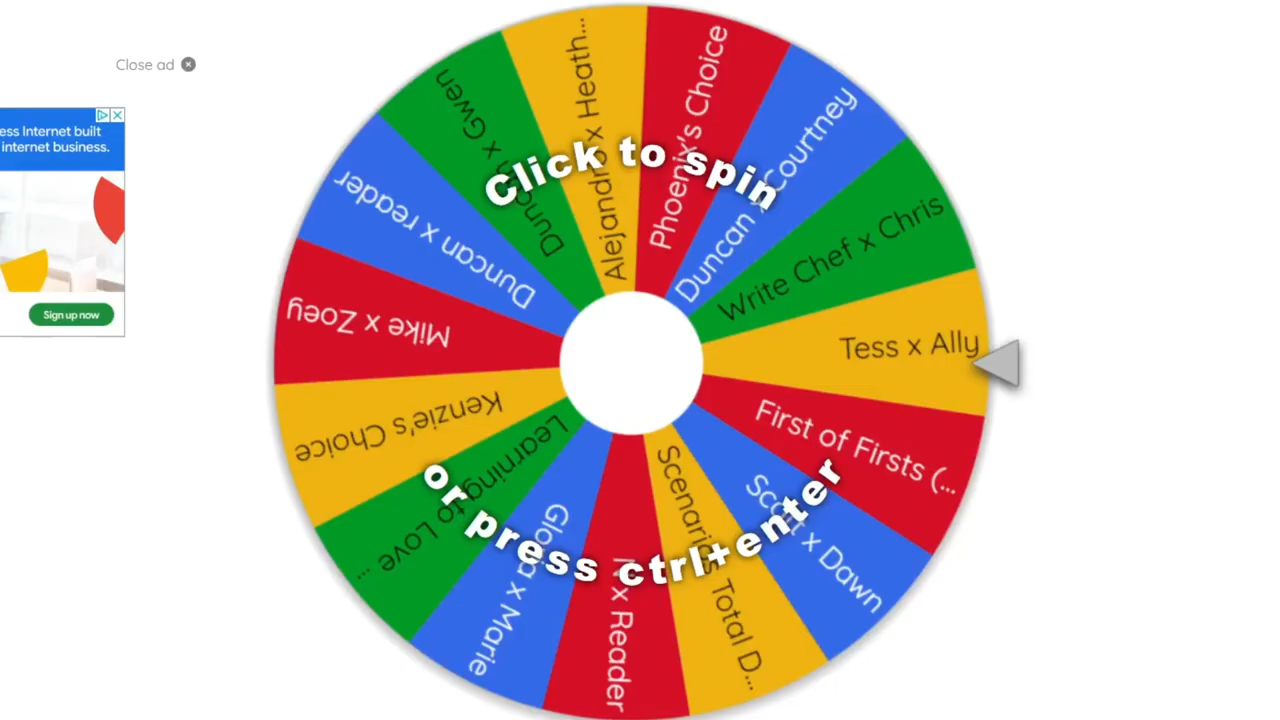 Close ad
ess Internet built
internet business.
Sign up now
Click to spin
or press ctrl+enter
Alejandro x Heath...
Phoenix's Choice
Duncan x Courtney
Write Chef x Chris
Tess x Ally
First of Firsts (...
Scott x Dawn
Scenarios Total D...
N x Reader
Gloria x Marie
Learning to Love ...
Kenzie's Choice
Mike x Zoey
Duncan x reader
Duncan x Gwen